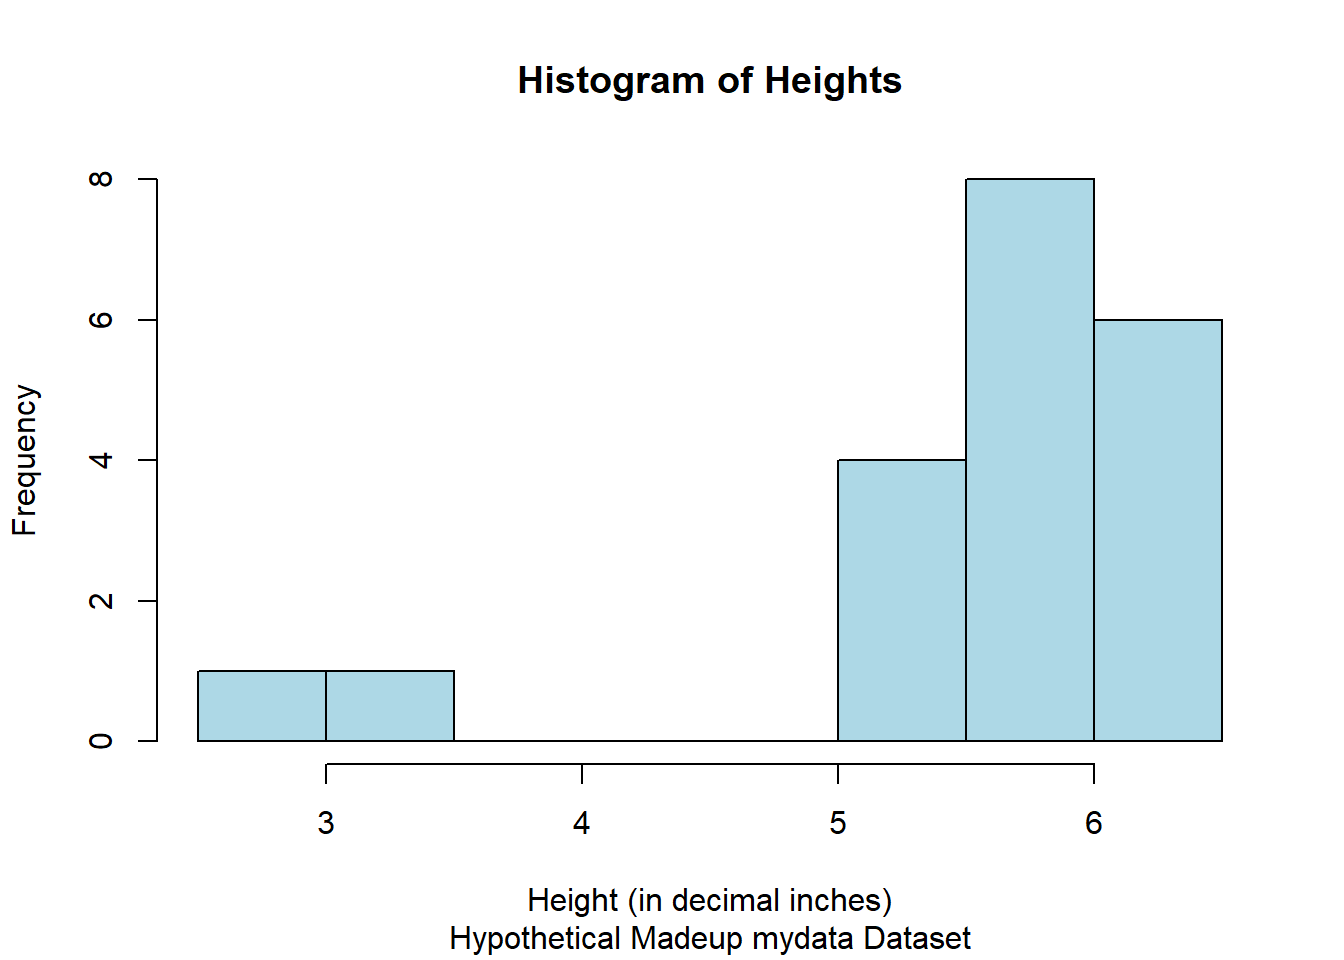 Histogram of Heights
Frequency
8
6
4
2
0
3 4 5 6
Height (in decimal inches)
Hypothetical Madeup mydata Dataset